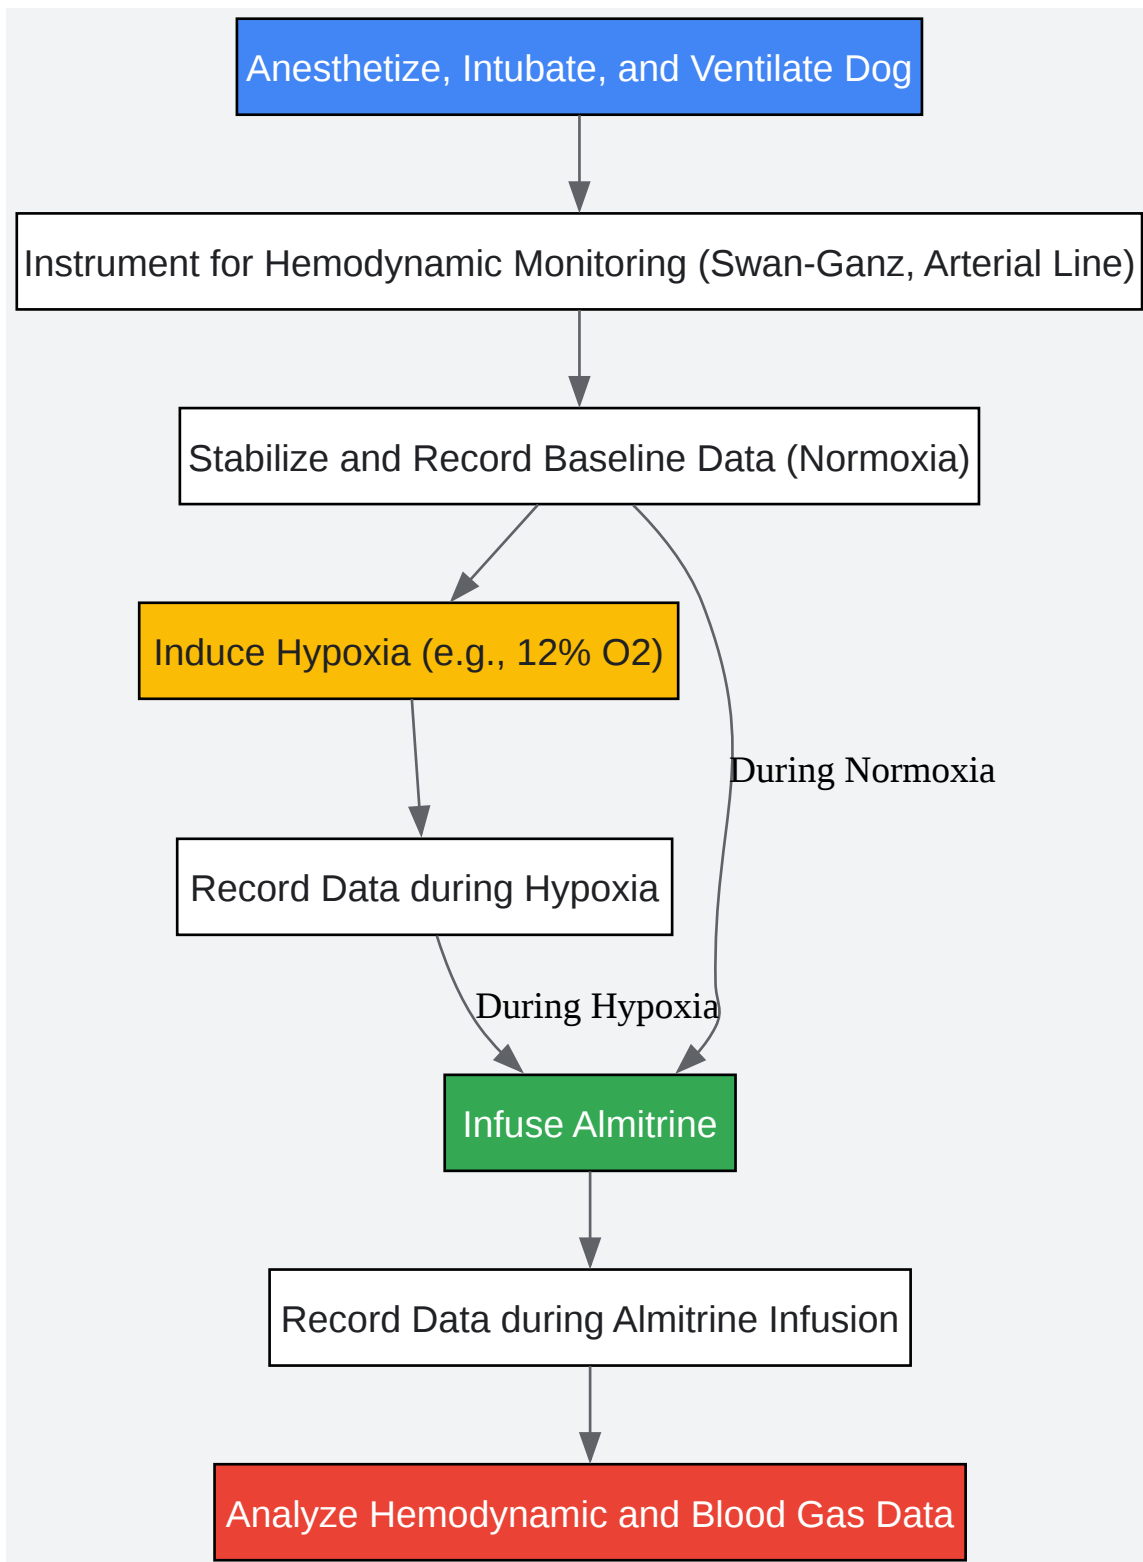 Anesthetize, Intubate, and Ventilate Dog
Instrument for Hemodynamic Monitoring (Swan-Ganz, Arterial Line)
Stabilize and Record Baseline Data (Normoxia)
Induce Hypoxia (e.g., 12% O2)
During Normoxia
Record Data during Hypoxia
During Hypoxia
Infuse Almitrine
Record Data during Almitrine Infusion
Analyze Hemodynamic and Blood Gas Data